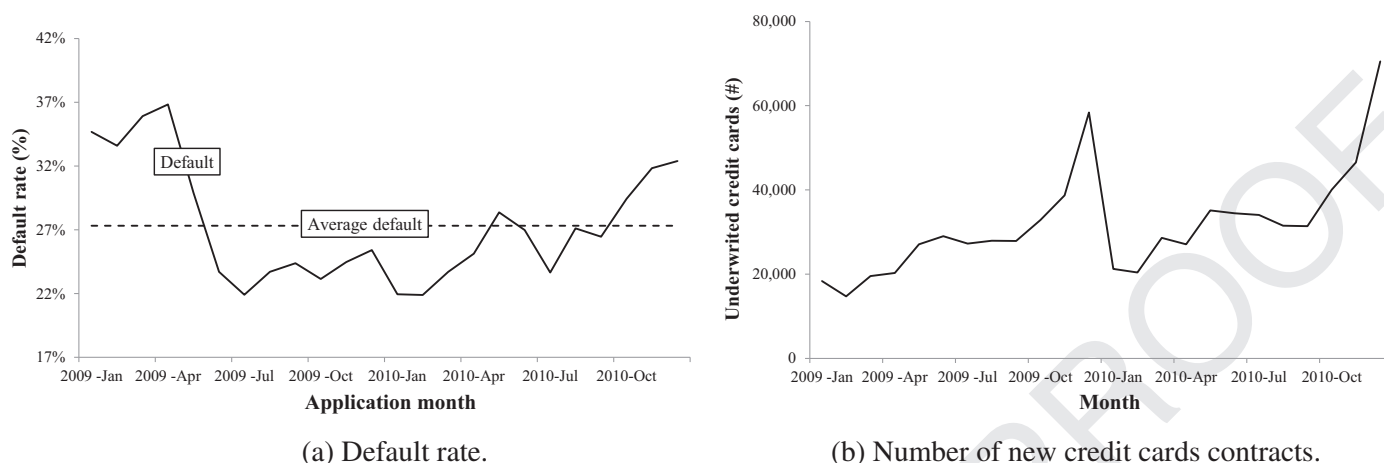 42%
37%
32%
27%
22%
17%
Default rate (%)
Default
Average default
2009 -Jan 2009 -Apr 2009 -Jul 2009 -Oct 2010-Jan 2010-Apr 2010-Jul 2010-Oct
Application month
(a) Default rate.
80,000
60,000
40,000
20,000
0
Underwrited credit cards (#)
2009 -Jan 2009 -Apr 2009 -Jul 2009 -Oct 2010-Jan 2010-Apr 2010-Jul 2010-Oct
Month
(b) Number of new credit cards contracts.
PROOF